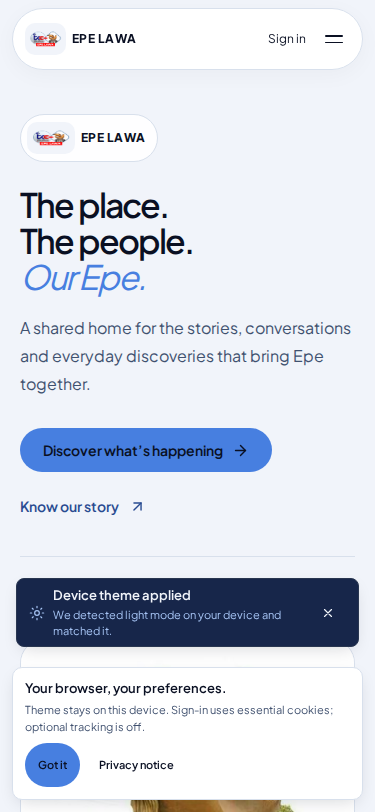 EPE LAWA
Sign in
EPE LAWA
The place.
The people.
Our Epe.
A shared home for the stories, conversations
and everyday discoveries that bring Epe
together.
Discover what's happening
Know our story
Device theme applied
We detected light mode on your device and
matched it.
Your browser, your preferences.
Theme stays on this device. Sign-in uses essential cookies;
optional tracking is off.
Got it
Privacy notice